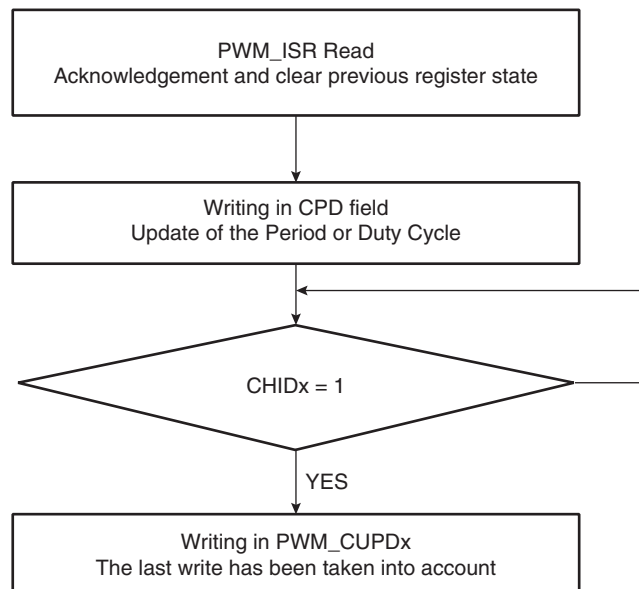 PWM_ISR Read
Acknowledgement and clear previous register state
Writing in CPD field
Update of the Period or Duty Cycle
CHIDx = 1
YES
Writing in PWM_CUPDx
The last write has been taken into account